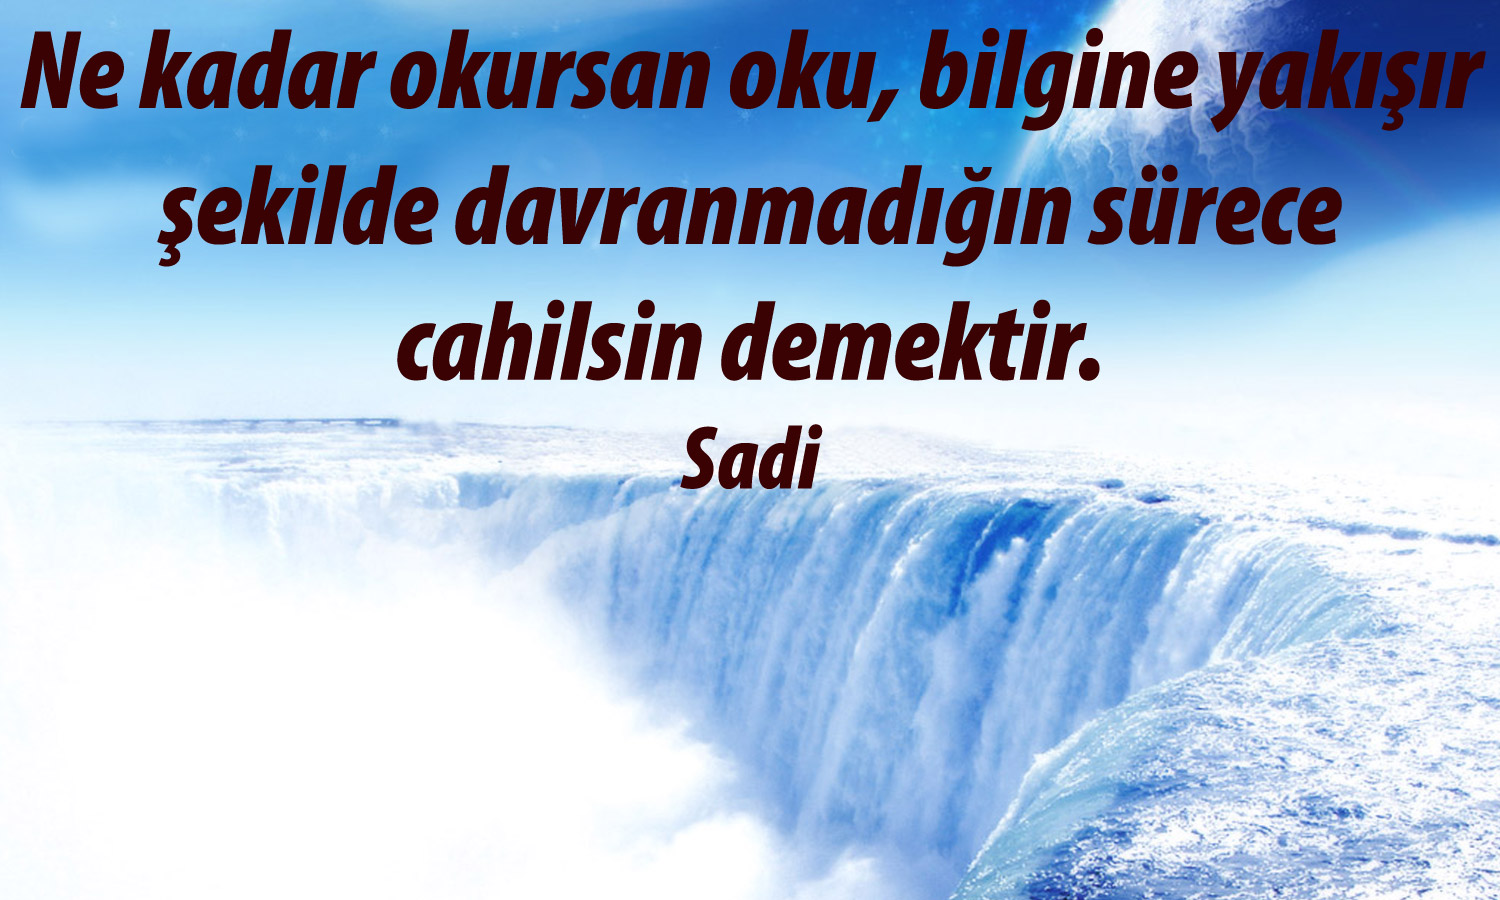 Ne kadar okursan oku, bilgine yakışır
şekilde davranmadığın sürece
cahilsin demektir.
Sadi